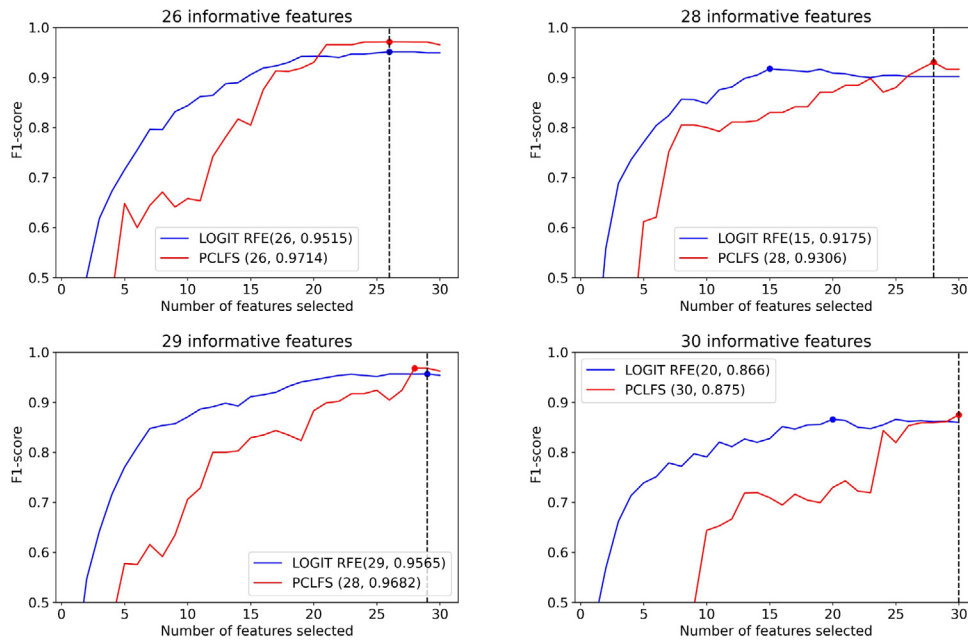 26 informative features
1.0
0.9
0.8
0.7
0.6
0.5
F1-score
LOGIT RFE(26, 0.9515)
PCLFS (26, 0.9714)
0 5 10 15 20 25 30
Number of features selected
28 informative features
1.0
0.9
0.8
0.7
0.6
0.5
F1-score
LOGIT RFE(15, 0.9175)
PCLFS (28, 0.9306)
0 5 10 15 20 25 30
Number of features selected
29 informative features
1.0
0.9
0.8
0.7
0.6
0.5
F1-score
LOGIT RFE(29, 0.9565)
PCLFS (28, 0.9682)
0 5 10 15 20 25 30
Number of features selected
30 informative features
1.0
0.9
0.8
0.7
0.6
0.5
F1-score
LOGIT RFE(20, 0.866)
PCLFS (30, 0.875)
0 5 10 15 20 25 30
Number of features selected